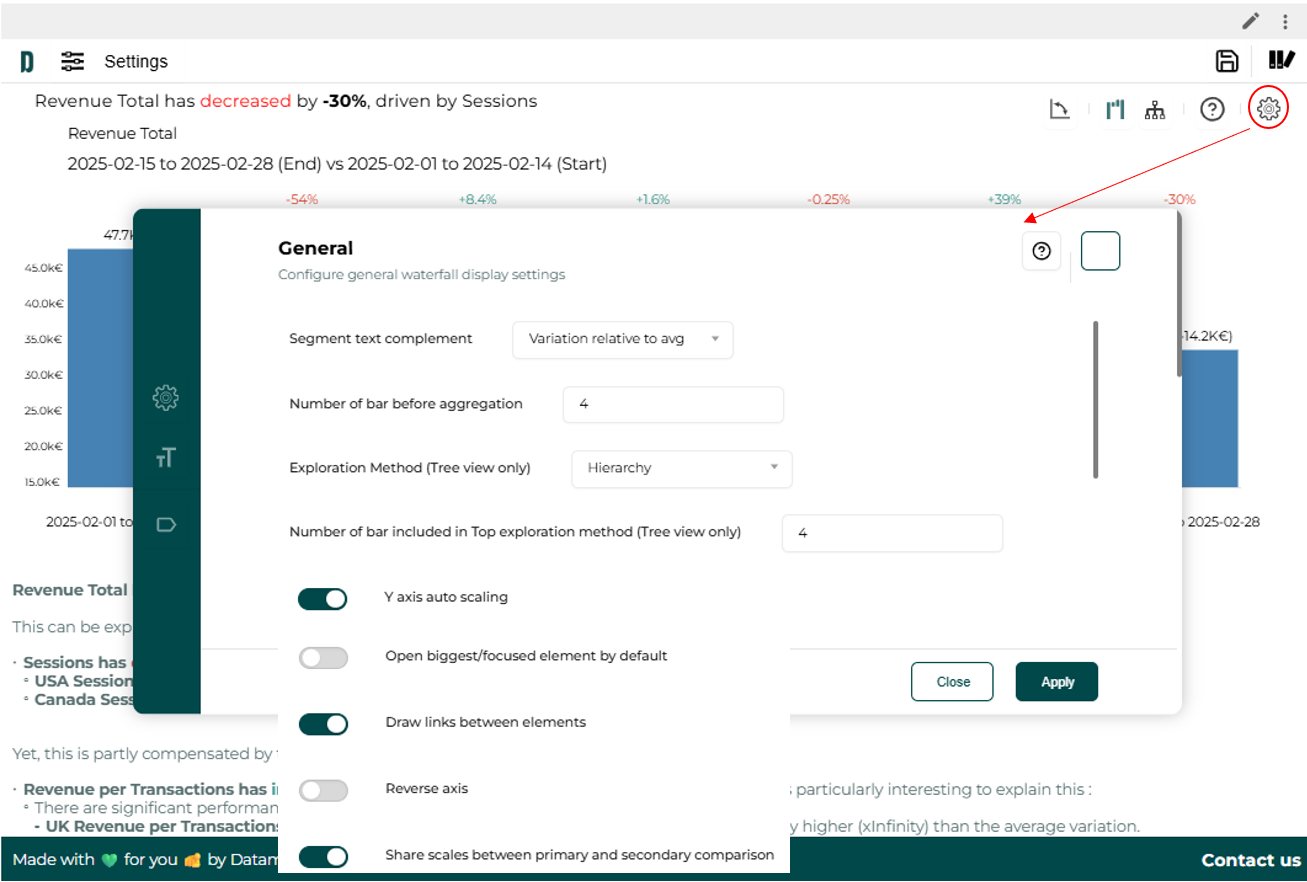 Settings
Revenue Total has decreased by -30%, driven by Sessions
Revenue Total
2025-02-15 to 2025-02-28 (End) vs 2025-02-01 to 2025-02-14 (Start)
-54% +8.4% +1.6% -0.25% +39% -30%
47.7k
General
Configure general waterfall display settings
45.0k€
40.0k€
35.0k€
30.0k€
25.0k€
20.0k€
15.0k€
-14.2K€)
Segment text complement Variation relative to avg
Number of bar before aggregation 4
Exploration Method (Tree view only) Hierarchy
Number of bar included in Top exploration method (Tree view only) 4
2025-02-01 to
2025-02-28
Y axis auto scaling
Open biggest/focused element by default
Draw links between elements
Reverse axis
Share scales between primary and secondary comparison
Close Apply
Revenue Total
This can be exp
· Sessions has
° USA Session
° Canada Sess
Yet, this is partly compensated by
· Revenue per Transactions has i
s particularly interesting to explain this :
° There are significant performan
- UK Revenue per Transactions
y higher (xInfinity) than the average variation.
Made with 💚 for you 👍 by Datam
Contact us